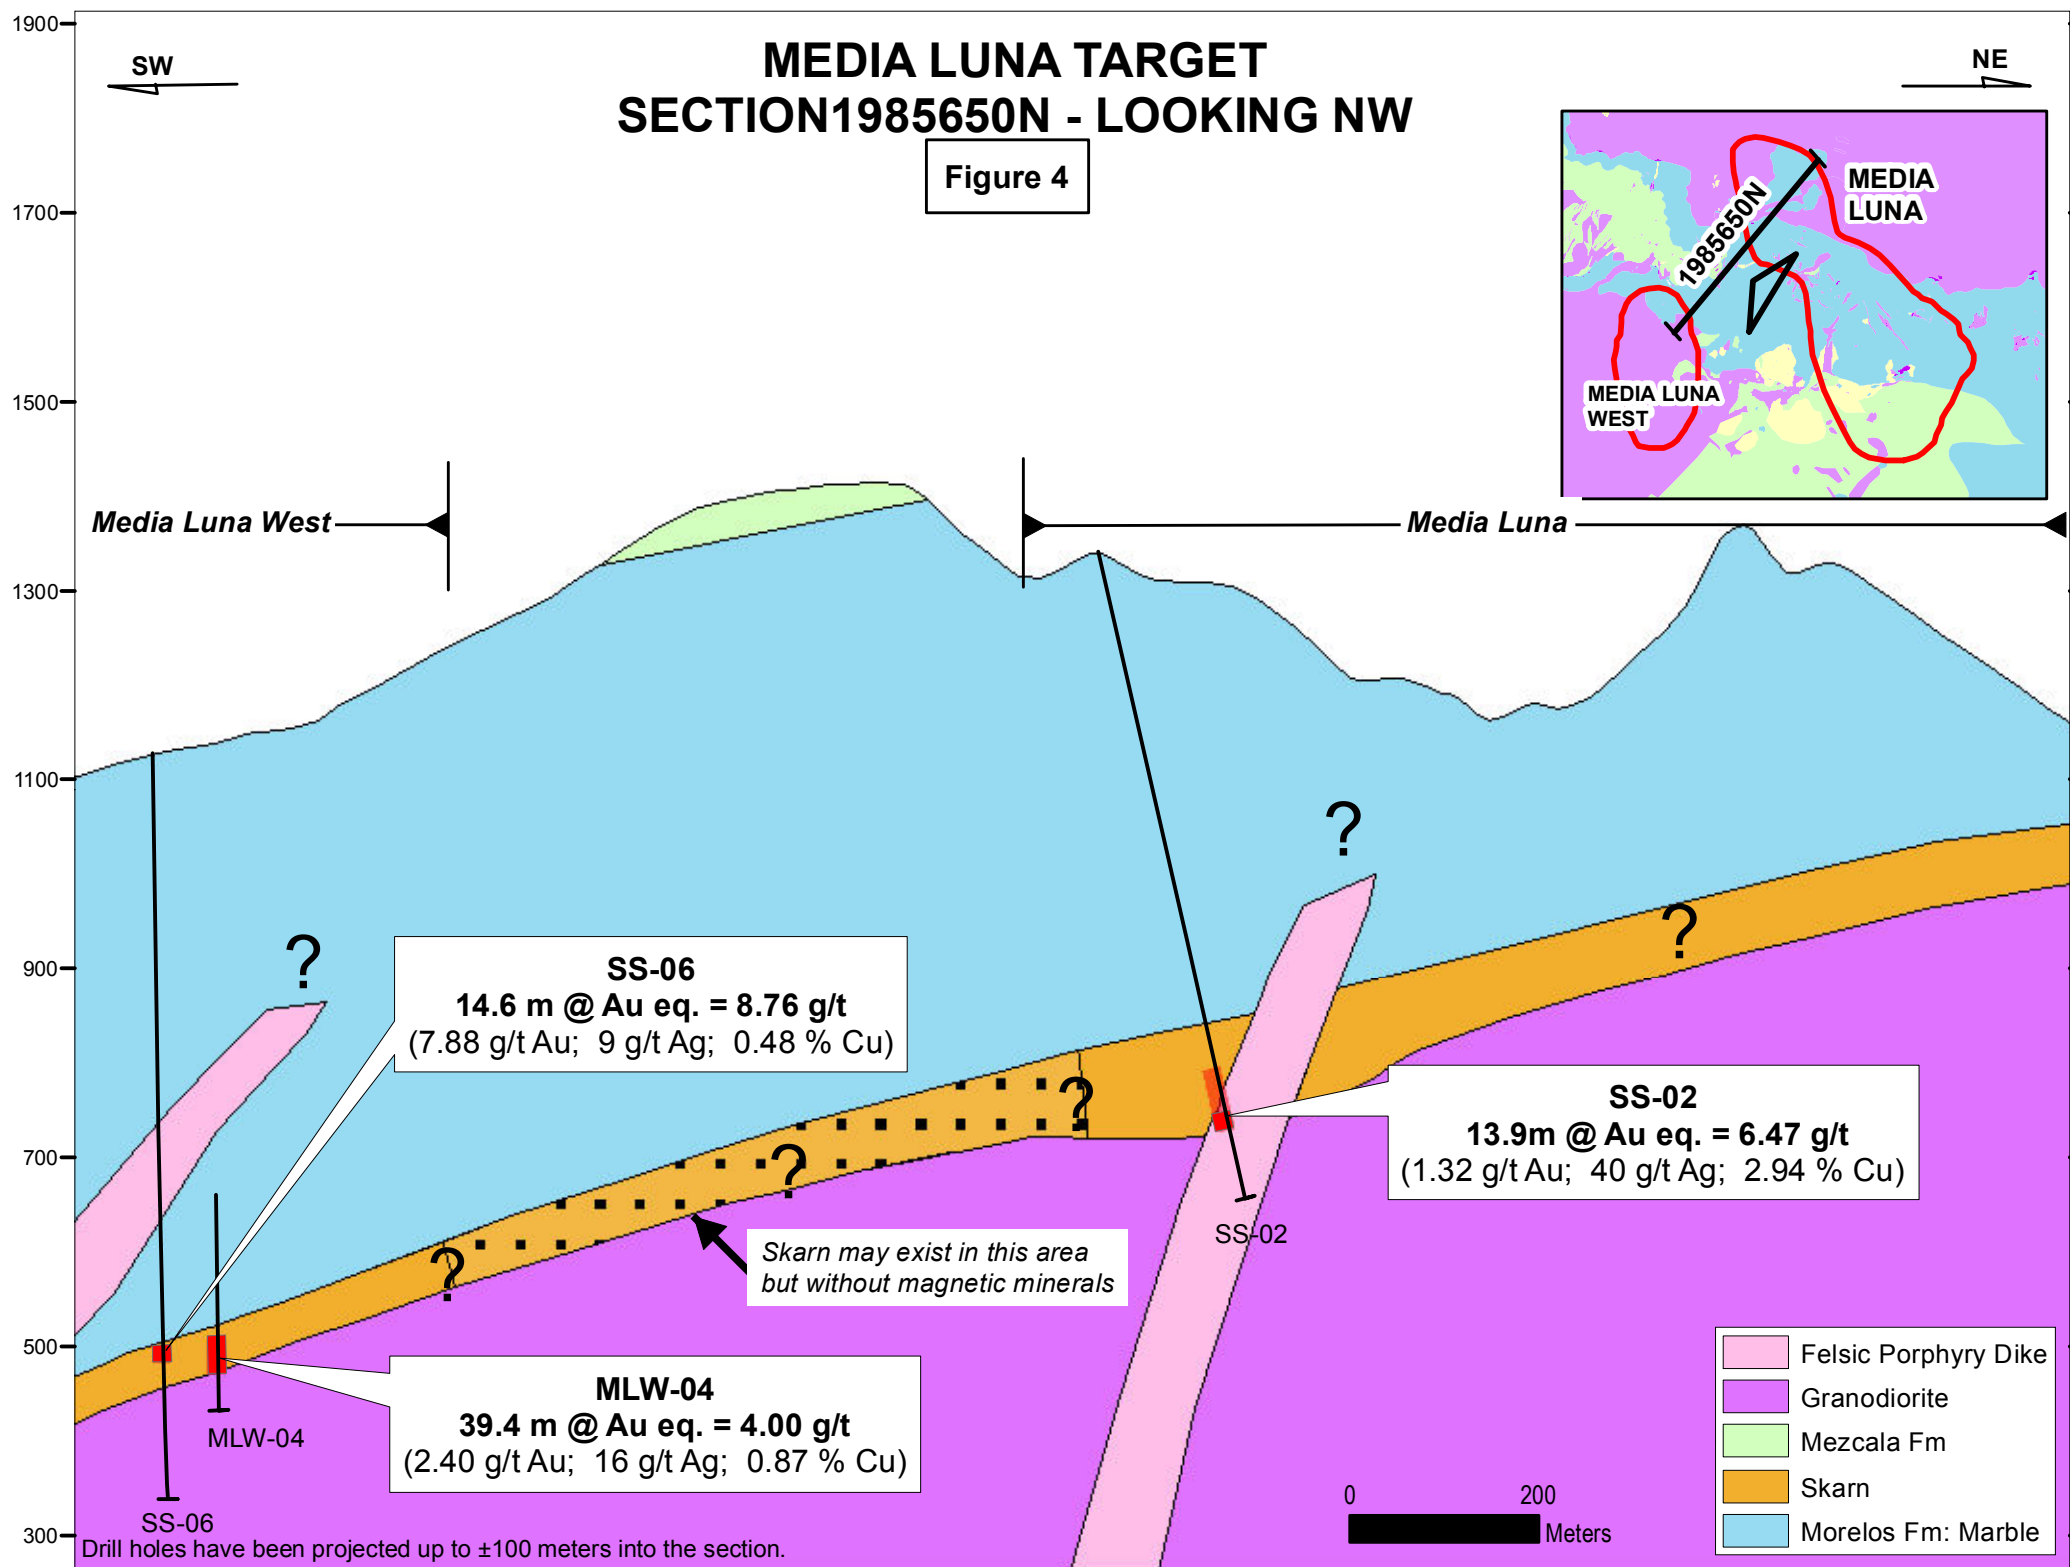 1900
SW
MEDIA LUNA TARGET
SECTION1985650N - LOOKING NW
NE
Figure 4
MEDIA
LUNA
1985650N
MEDIA LUNA
WEST
1700
1500
Media Luna West
Media Luna
1300
1100
?
900
?
?
SS-06
14.6 m @ Au eq. = 8.76 g/t
(7.88 g/t Au; 9 g/t Ag; 0.48 % Cu)
?
SS-02
13.9m @ Au eq. = 6.47 g/t
(1.32 g/t Au; 40 g/t Ag; 2.94 % Cu)
700
?
SS-02
Skarn may exist in this area
but without magnetic minerals
?
500
MLW-04
39.4 m @ Au eq. = 4.00 g/t
(2.40 g/t Au; 16 g/t Ag; 0.87 % Cu)
MLW-04
SS-06
300
Drill holes have been projected up to ±100 meters into the section.
0 200
Meters
Felsic Porphyry Dike
Granodiorite
Mezcala Fm
Skarn
Morelos Fm: Marble